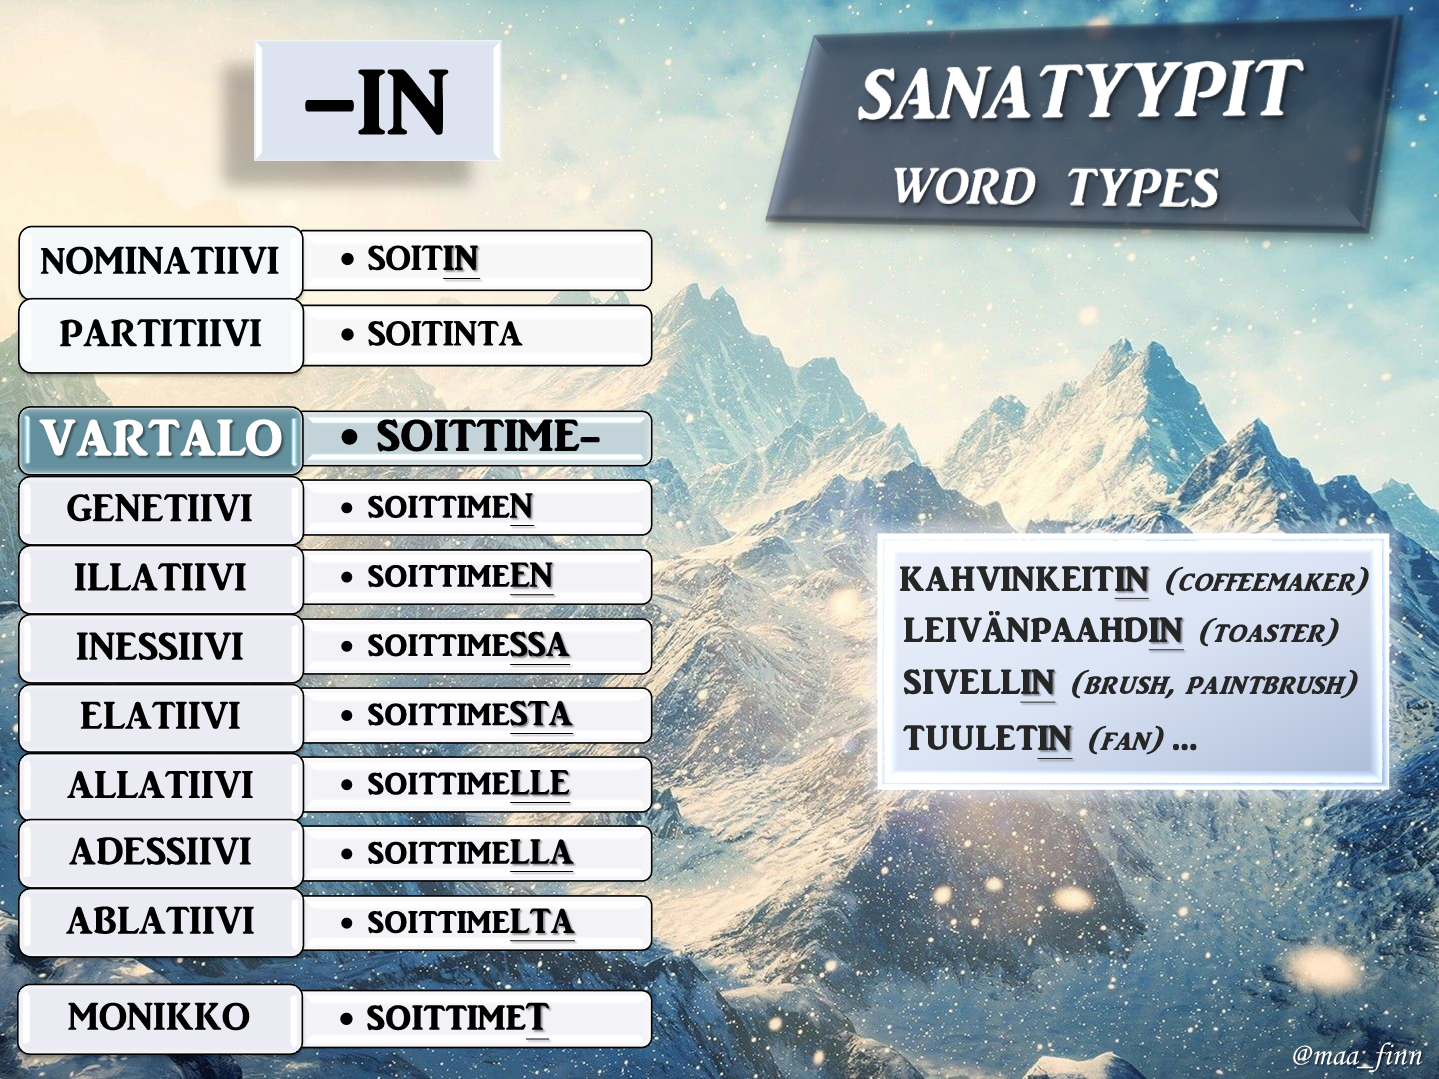 –IN
SANATYYPIT
WORD TYPES
NOMINATIIVI • SOITIN
PARTITIIVI • SOITINTA
VARTALO • SOITTIME–
GENETIIVI • SOITTIMEN
ILLATIIVI • SOITTIMEEN
INESSIIVI • SOITTIMESSA
ELATIIVI • SOITTIMESTA
ALLATIIVI • SOITTIMELLE
ADESSIIVI • SOITTIMELLA
ABLATIIVI • SOITTIMELTA
MONIKKO • SOITTIMET
KAHVINKEITIN (COFFEEMAKER)
LEIVÄNPAAHDIN (TOASTER)
SIVELLIN (BRUSH, PAINTBRUSH)
TUULETIN (FAN) ...
@maa_finn